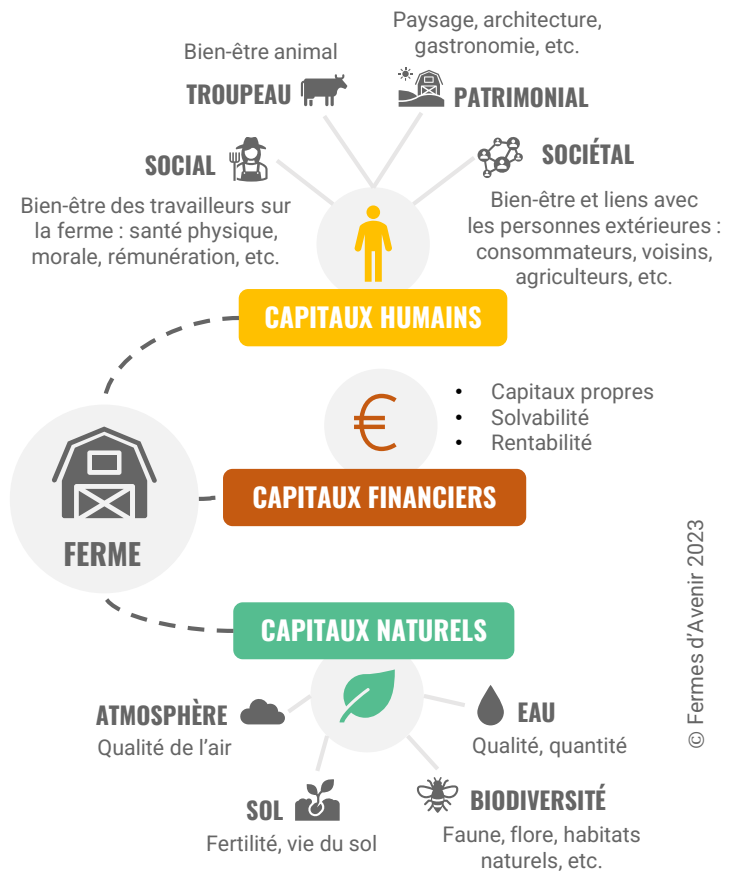 Paysage, architecture,
gastronomie, etc.
Bien-être animal
TROUPEAU
PATRIMONIAL
SOCIAL
SOCIÉTAL
Bien-être des travailleurs sur
la ferme : santé physique,
morale, rémunération, etc.
Bien-être et liens avec
les personnes extérieures :
consommateurs, voisins,
agriculteurs, etc.
CAPITAUX HUMAINS
€
• Capitaux propres
• Solvabilité
• Rentabilité
CAPITAUX FINANCIERS
FERME
CAPITAUX NATURELS
ATMOSPHÈRE
Qualité de l'air
EAU
Qualité, quantité
SOL
Fertilité, vie du sol
BIODIVERSITÉ
Faune, flore, habitats
naturels, etc.
© Fermes d'Avenir 2023